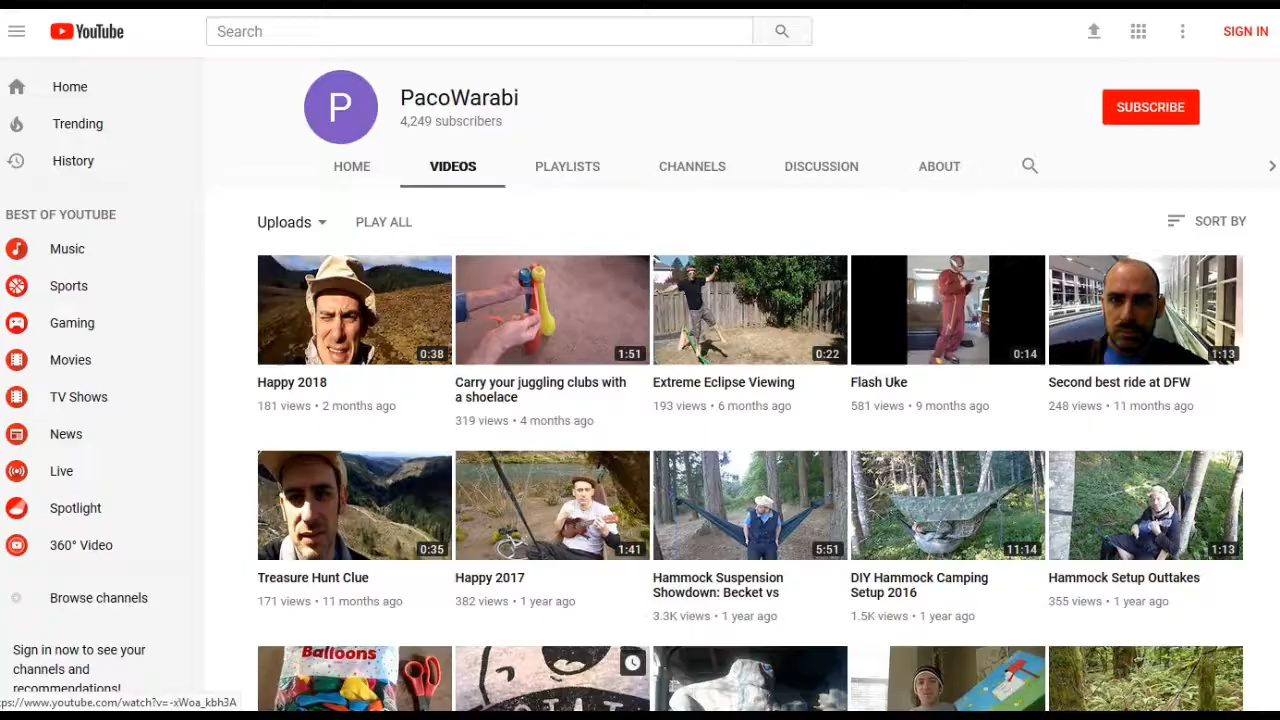 YouTube
Search
SIGN IN
Home
Trending
History
BEST OF YOUTUBE
Music
Sports
Gaming
Movies
TV Shows
News
Live
Spotlight
360° Video
Browse channels
Sign in now to see your
channels and
recommendations!
ps://www.youtube.com/watch?v=-xWoa_kbh3A
P
PacoWarabi
4,249 subscribers
SUBSCRIBE
HOME
VIDEOS
PLAYLISTS
CHANNELS
DISCUSSION
ABOUT
Uploads
PLAY ALL
SORT BY
0:38
1:51
0:22
0:14
1:13
Happy 2018
181 views • 2 months ago
Carry your juggling clubs with
a shoelace
319 views • 4 months ago
Extreme Eclipse Viewing
193 views • 6 months ago
Flash Uke
581 views • 9 months ago
Second best ride at DFW
248 views • 11 months ago
0:35
1:41
5:51
11:14
1:13
Treasure Hunt Clue
171 views • 11 months ago
Happy 2017
382 views • 1 year ago
Hammock Suspension
Showdown: Becket vs
3.3K views • 1 year ago
DIY Hammock Camping
Setup 2016
1.5K views • 1 year ago
Hammock Setup Outtakes
355 views • 1 year ago
Balloons